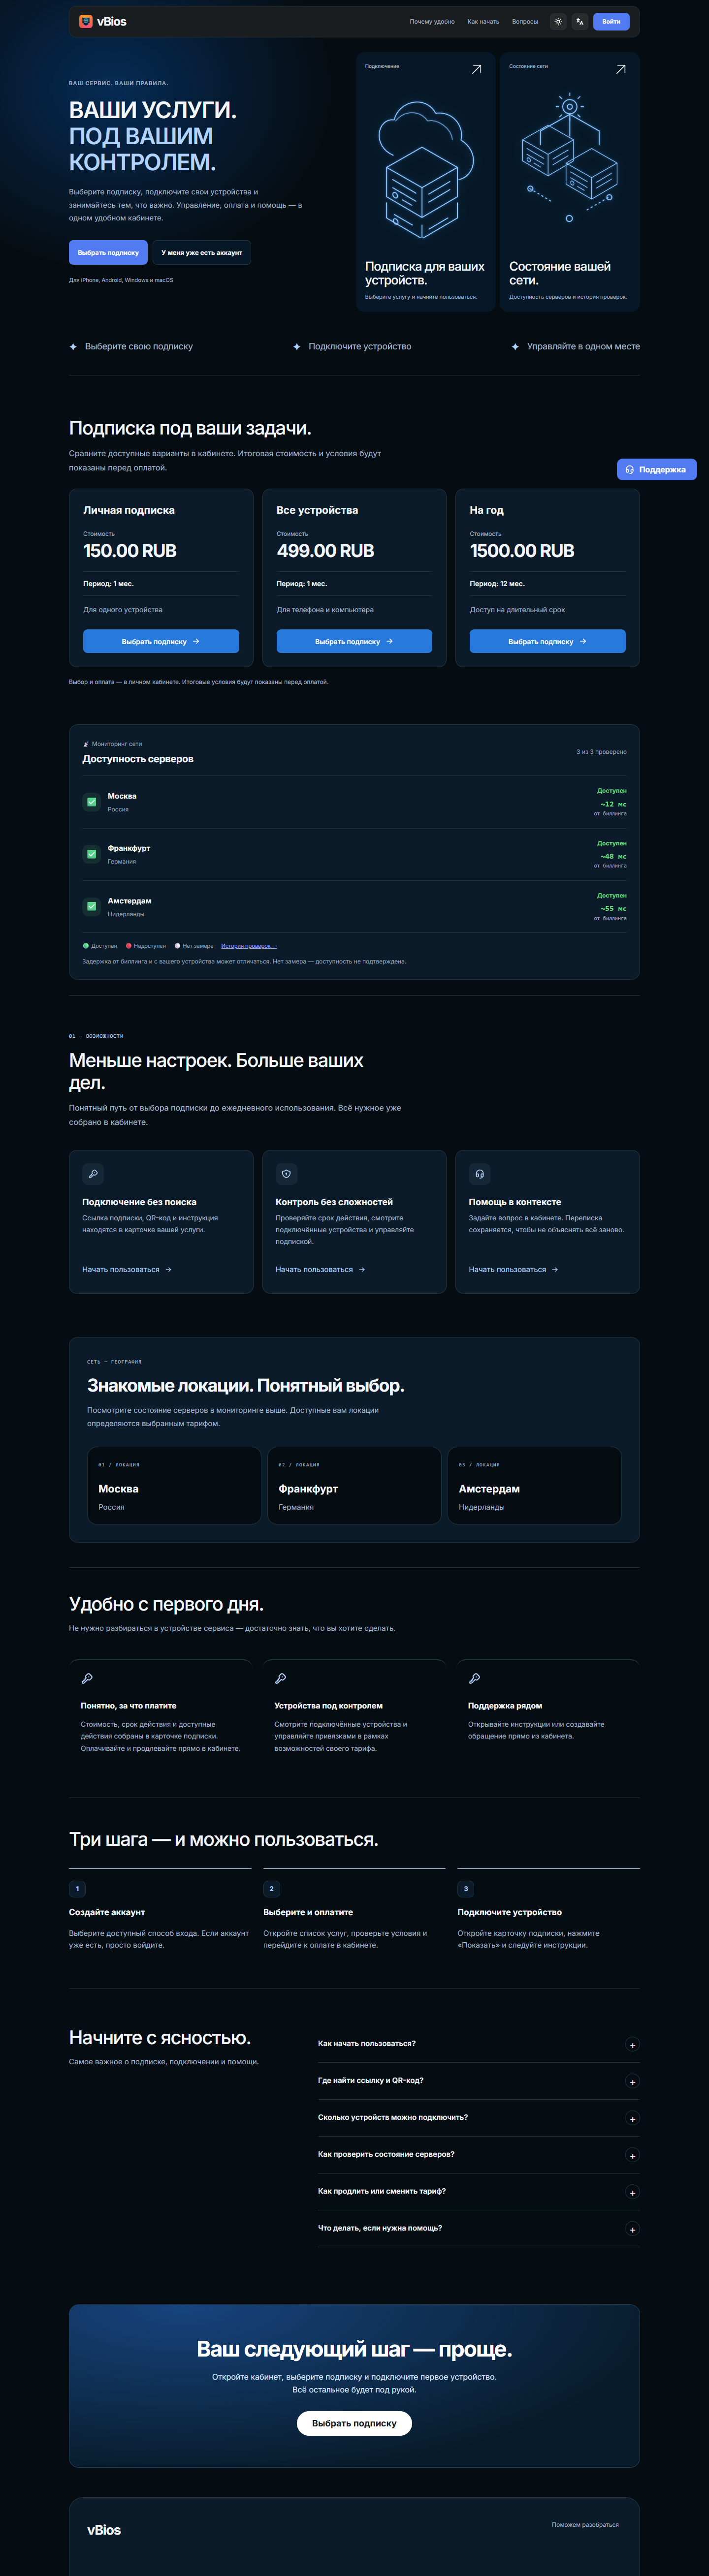 vBios
Почему удобно
Как начать
Вопросы
Войти
ВАШ СЕРВИС. ВАШИ ПРАВИЛА.
ВАШИ УСЛУГИ.
ПОД ВАШИМ
КОНТРОЛЕМ.
Выберите подписку, подключите свои устройства и
занимайтесь тем, что важно. Управление, оплата и помощь — в
одном удобном кабинете.
Выбрать подписку
У меня уже есть аккаунт
Для iPhone, Android, Windows и macOS
Подключение
Подписка для ваших
устройств.
Выберите услугу и начните пользоваться.
Состояние сети
Состояние вашей
сети.
Доступность серверов и история проверок.
Выберите свою подписку
Подключите устройство
Управляйте в одном месте
Подписка под ваши задачи.
Сравните доступные варианты в кабинете. Итоговая стоимость и условия будут
показаны перед оплатой.
Поддержка
Личная подписка
Стоимость
150.00 RUB
Период: 1 мес.
Для одного устройства
Выбрать подписку →
Все устройства
Стоимость
499.00 RUB
Период: 1 мес.
Для телефона и компьютера
Выбрать подписку →
На год
Стоимость
1500.00 RUB
Период: 12 мес.
Доступ на длительный срок
Выбрать подписку →
Выбор и оплата — в личном кабинете. Итоговые условия будут показаны перед оплатой.
Мониторинг сети
Доступность серверов
3 из 3 проверено
Москва
Россия
Доступен
~12 мс
от биллинга
Франкфурт
Германия
Доступен
~48 мс
от биллинга
Амстердам
Нидерланды
Доступен
~55 мс
от биллинга
Доступен
Недоступен
Нет замера
История проверок →
Задержка от биллинга и с вашего устройства может отличаться. Нет замера — доступность не подтверждена.
01 — ВОЗМОЖНОСТИ
Меньше настроек. Больше ваших
дел.
Понятный путь от выбора подписки до ежедневного использования. Всё нужное уже
собрано в кабинете.
Подключение без поиска
Ссылка подписки, QR-код и инструкция
находятся в карточке вашей услуги.
Начать пользоваться →
Контроль без сложностей
Проверяйте срок действия, смотрите
подключённые устройства и управляйте
подпиской.
Начать пользоваться →
Помощь в контексте
Задайте вопрос в кабинете. Переписка
сохраняется, чтобы не объяснять всё заново.
Начать пользоваться →
СЕТЬ — ГЕОГРАФИЯ
Знакомые локации. Понятный выбор.
Посмотрите состояние серверов в мониторинге выше. Доступные вам локации
определяются выбранным тарифом.
01 / ЛОКАЦИЯ
Москва
Россия
02 / ЛОКАЦИЯ
Франкфурт
Германия
03 / ЛОКАЦИЯ
Амстердам
Нидерланды
Удобно с первого дня.
Не нужно разбираться в устройстве сервиса — достаточно знать, что вы хотите сделать.
Понятно, за что платите
Стоимость, срок действия и доступные
действия собраны в карточке подписки.
Оплачивайте и продлевайте прямо в кабинете.
Устройства под контролем
Смотрите подключённые устройства и
управляйте привязками в рамках
возможностей своего тарифа.
Поддержка рядом
Открывайте инструкции или создавайте
обращение прямо из кабинета.
Три шага — и можно пользоваться.
1
Создайте аккаунт
Выберите доступный способ входа. Если аккаунт
уже есть, просто войдите.
2
Выберите и оплатите
Откройте список услуг, проверьте условия и
перейдите к оплате в кабинете.
3
Подключите устройство
Откройте карточку подписки, нажмите
«Показать» и следуйте инструкции.
Начните с ясностью.
Самое важное о подписке, подключении и помощи.
Как начать пользоваться?
Где найти ссылку и QR-код?
Сколько устройств можно подключить?
Как проверить состояние серверов?
Как продлить или сменить тариф?
Что делать, если нужна помощь?
Ваш следующий шаг — проще.
Откройте кабинет, выберите подписку и подключите первое устройство.
Всё остальное будет под рукой.
Выбрать подписку
vBios
Поможем разобраться